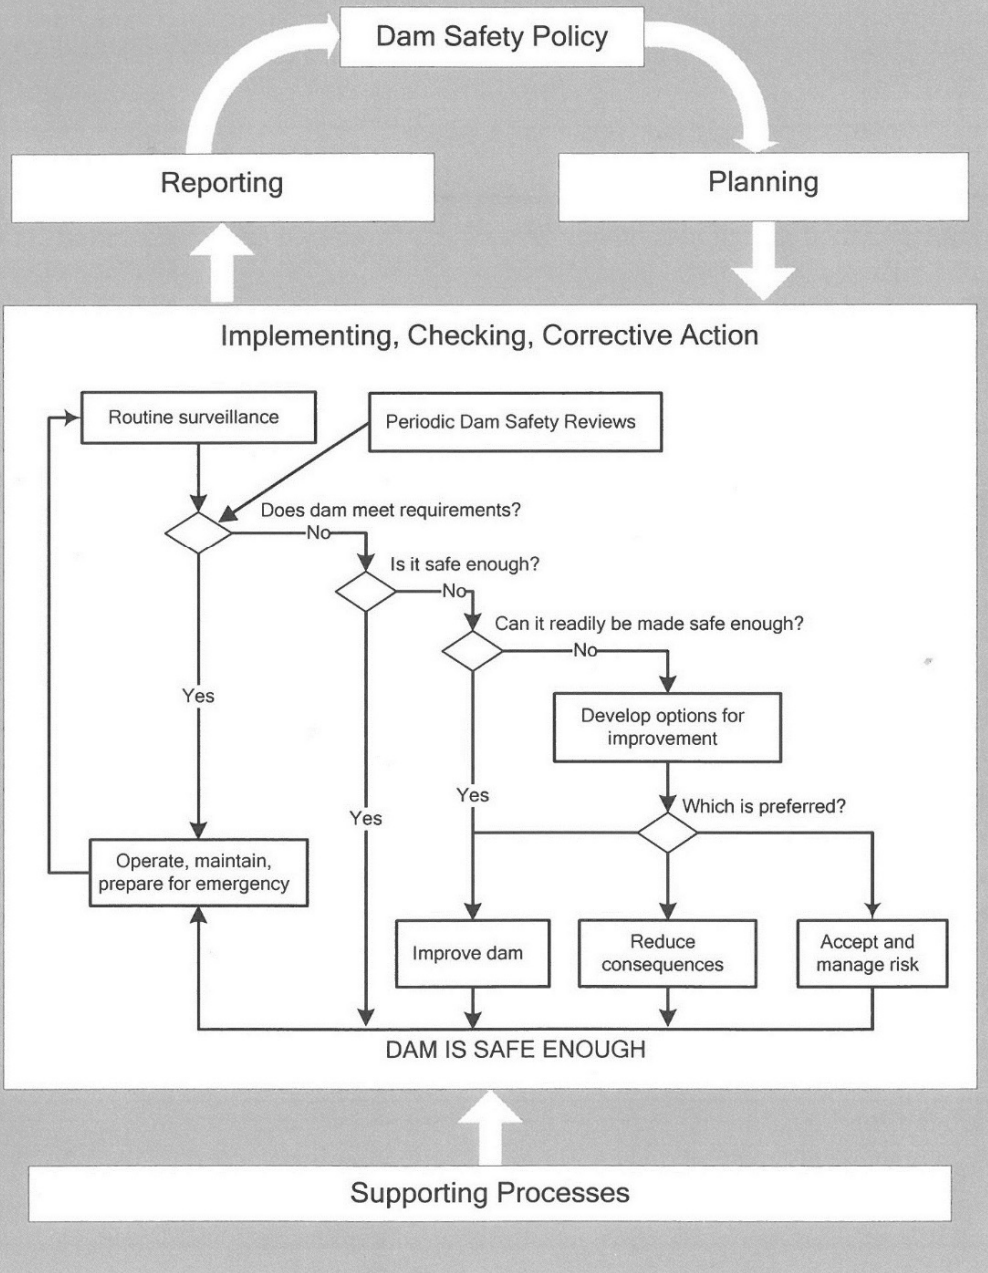 Dam Safety Policy
Reporting
Planning
Implementing, Checking, Corrective Action
Routine surveillance
Periodic Dam Safety Reviews
Does dam meet requirements?
No
Is it safe enough?
No
Can it readily be made safe enough?
No
Yes
Develop options for
improvement
Yes
Which is preferred?
Yes
Operate, maintain,
prepare for emergency
Improve dam
Reduce
consequences
Accept and
manage risk
DAM IS SAFE ENOUGH
Supporting Processes